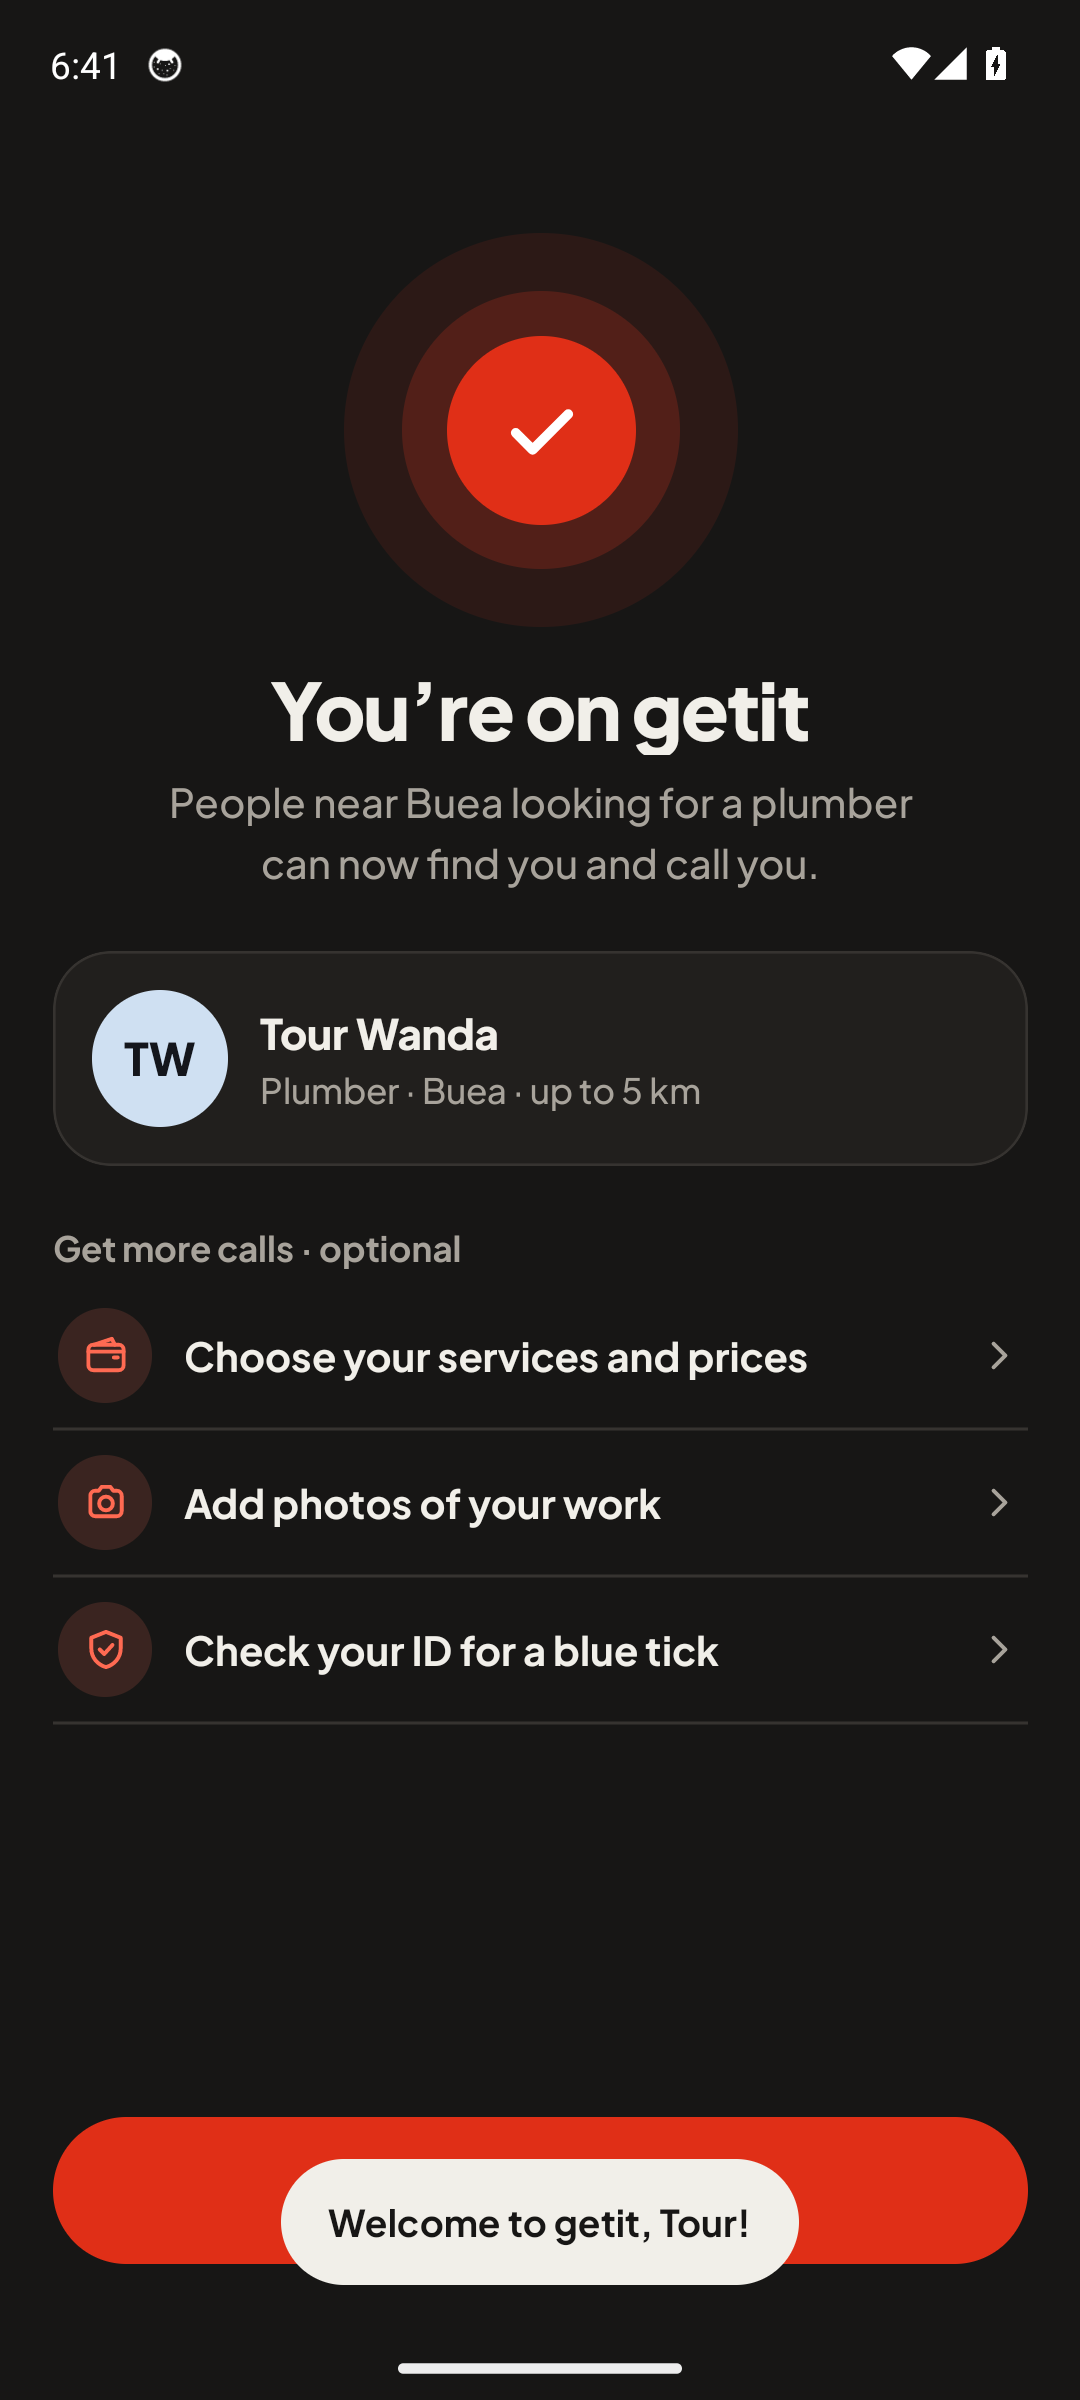 6:41
You’re on getit
People near Buea looking for a plumber
can now find you and call you.
TW
Tour Wanda
Plumber · Buea · up to 5 km
Get more calls · optional
Choose your services and prices
Add photos of your work
Check your ID for a blue tick
Welcome to getit, Tour!